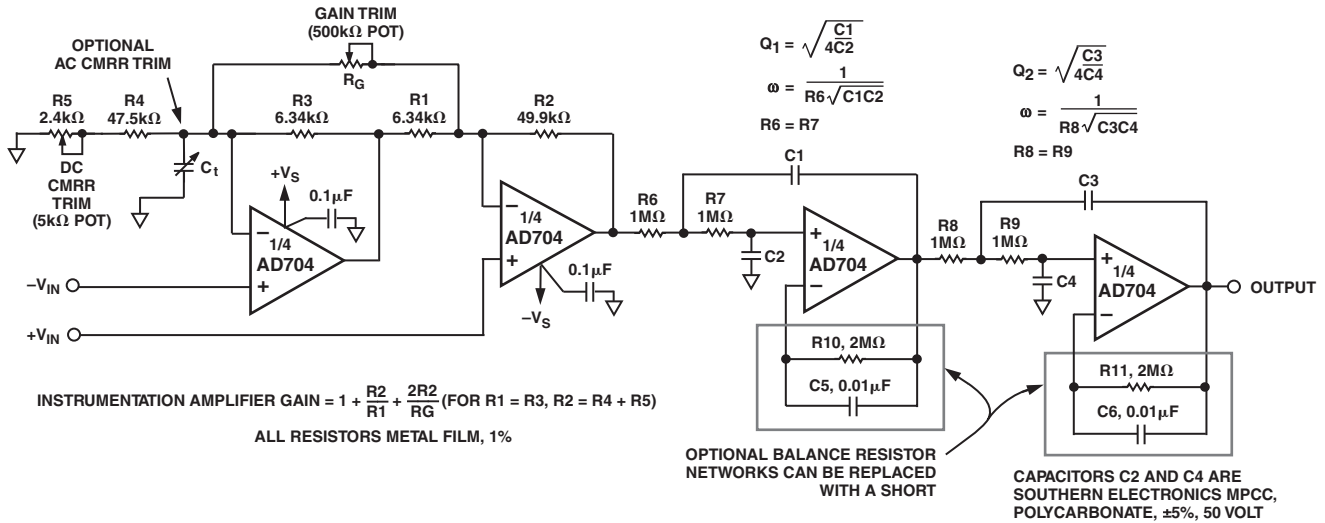 GAIN TRIM
(500kΩ POT)
OPTIONAL
AC CMRR TRIM
R_G
R5
2.4kΩ
R4
47.5kΩ
R3
6.34kΩ
R1
6.34kΩ
R2
49.9kΩ
DC
CMRR
TRIM
(5kΩ POT)
C_t
+V_S
0.1µF
–
1/4
AD704
+
–
1/4
AD704
+
0.1µF
–V_S
–V_IN
+V_IN
Q_1 = √C1/4C2
ω = 1/R6√C1C2
R6 = R7
Q_2 = √C3/4C4
ω = 1/R8√C3C4
R8 = R9
C1
R6
1MΩ
R7
1MΩ
C2
+
1/4
AD704
–
C3
R8
1MΩ
R9
1MΩ
C4
+
1/4
AD704
–
OUTPUT
R10, 2MΩ
C5, 0.01µF
R11, 2MΩ
C6, 0.01µF
INSTRUMENTATION AMPLIFIER GAIN = 1 + R2/R1 + 2R2/RG (FOR R1 = R3, R2 = R4 + R5)
ALL RESISTORS METAL FILM, 1%
OPTIONAL BALANCE RESISTOR
NETWORKS CAN BE REPLACED
WITH A SHORT
CAPACITORS C2 AND C4 ARE
SOUTHERN ELECTRONICS MPCC,
POLYCARBONATE, ±5%, 50 VOLT